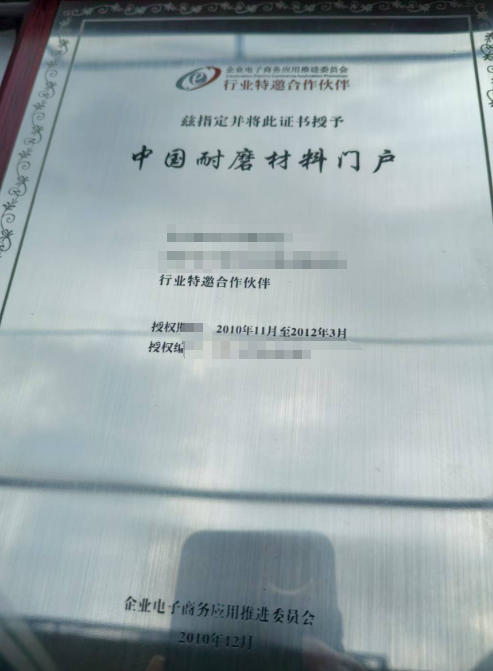 企业电子商务应用推进委员会
行业特邀合作伙伴
兹指定并将此证书授予
中国耐磨材料门户
行业特邀合作伙伴
授权 2010年11月至2012年3月
授权编
企业电子商务应用推进委员会
2010年12月